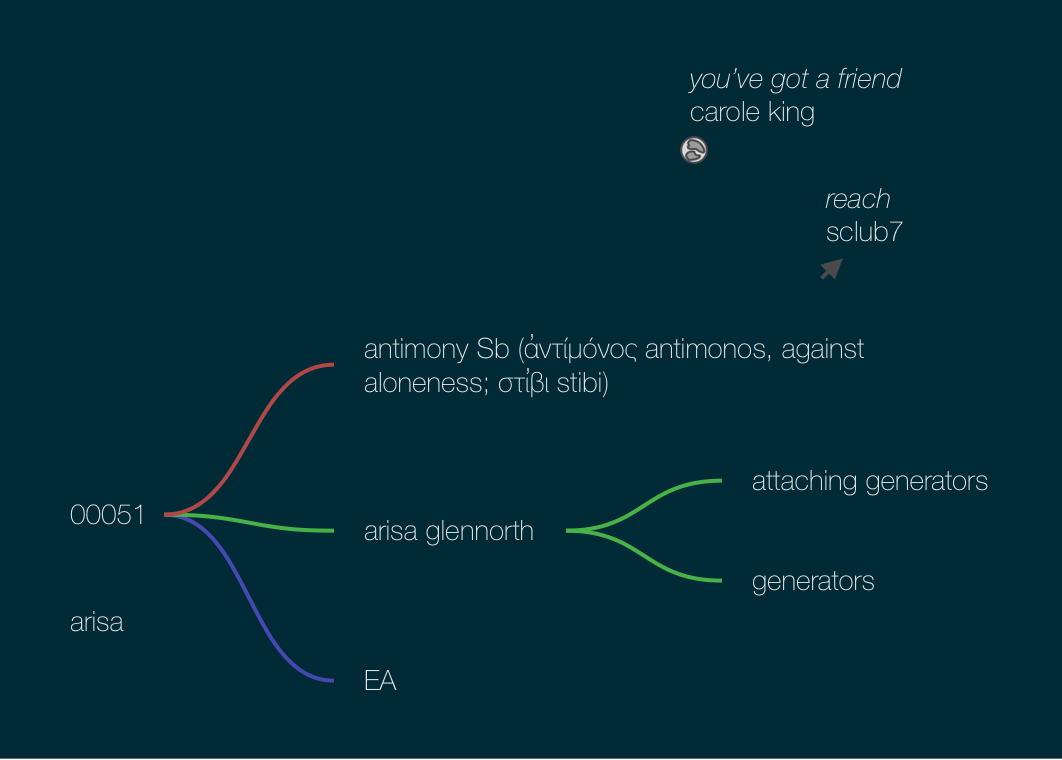 you've got a friend
carole king
reach
sclub7
antimony Sb (ἀντίμόνος antimonos, against
aloneness; στἰβι stibi)
attaching generators
00051
arisa glennorth
generators
arisa
EA